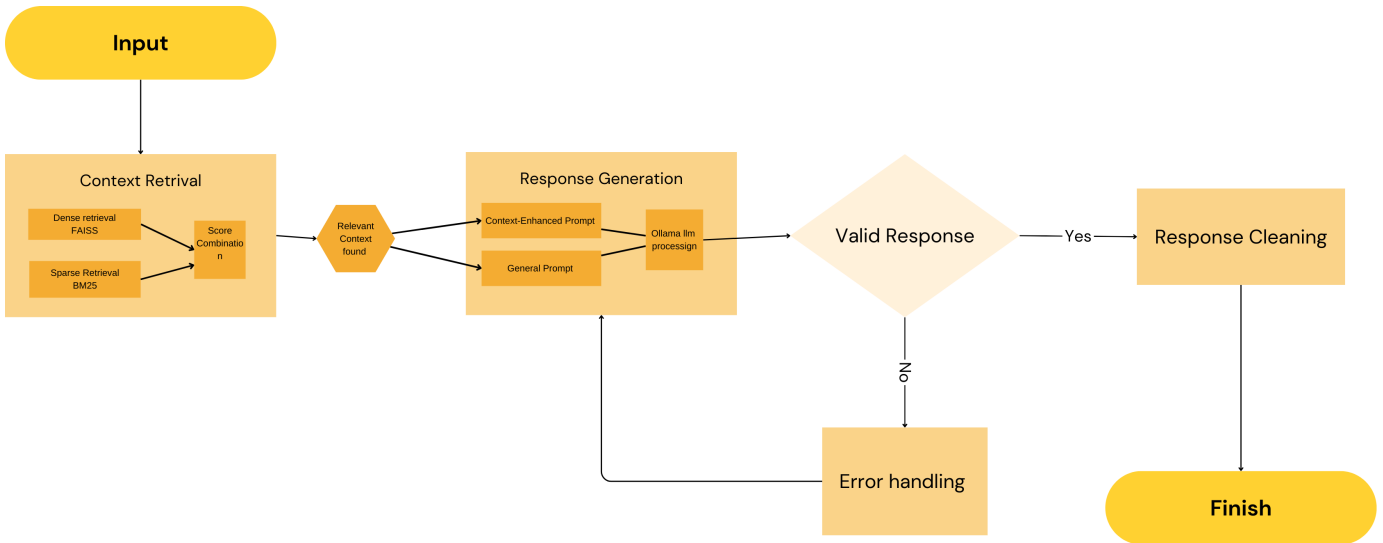 Input
Context Retrival
Dense retrieval
FAISS
Sparse Retrieval
BM25
Score
Combinatio
n
Relevant
Context
found
Response Generation
Context-Enhanced Prompt
General Prompt
Ollama llm
processign
Valid Response
Yes
No
Response Cleaning
Error handling
Finish